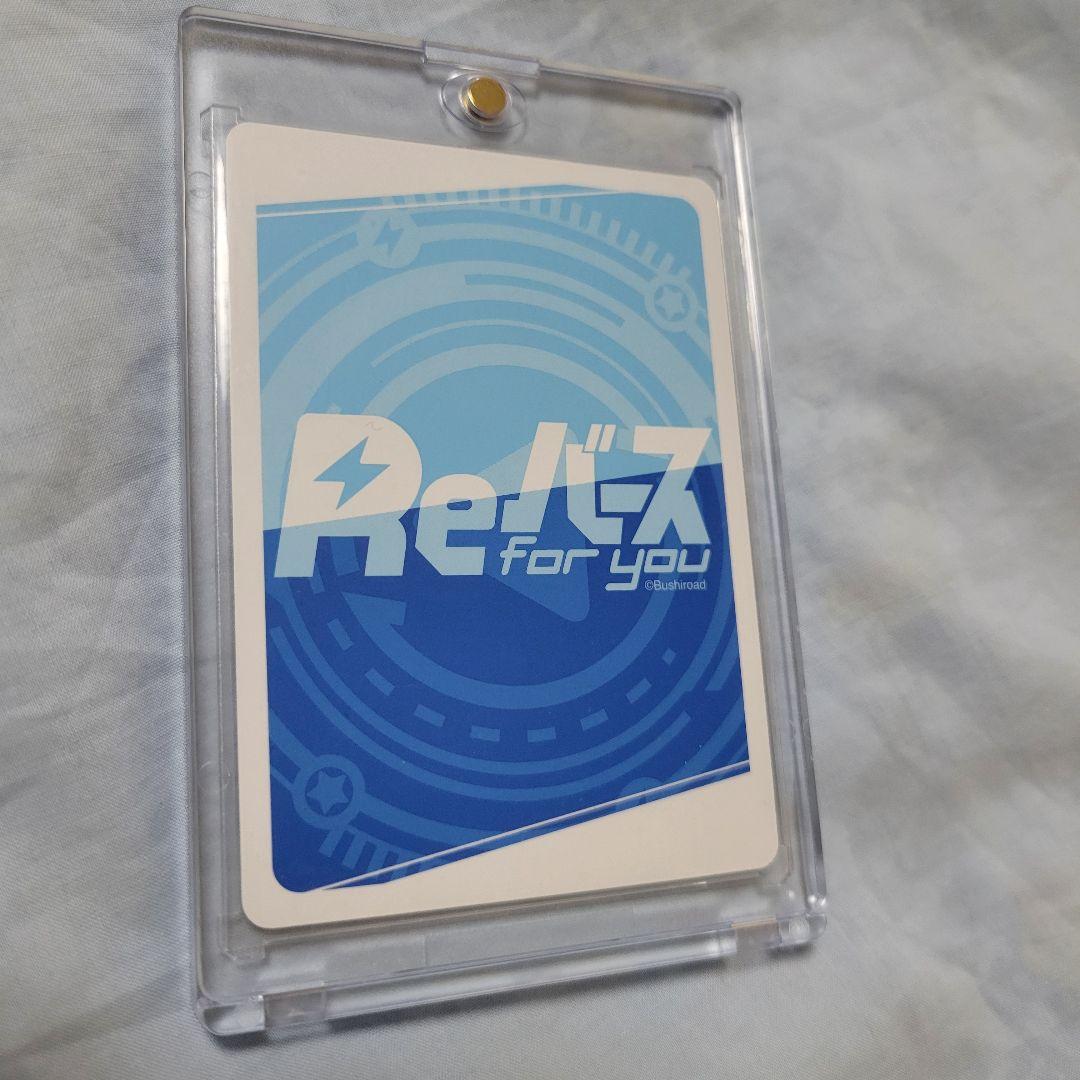 Reバース
for you
©Bushiroad